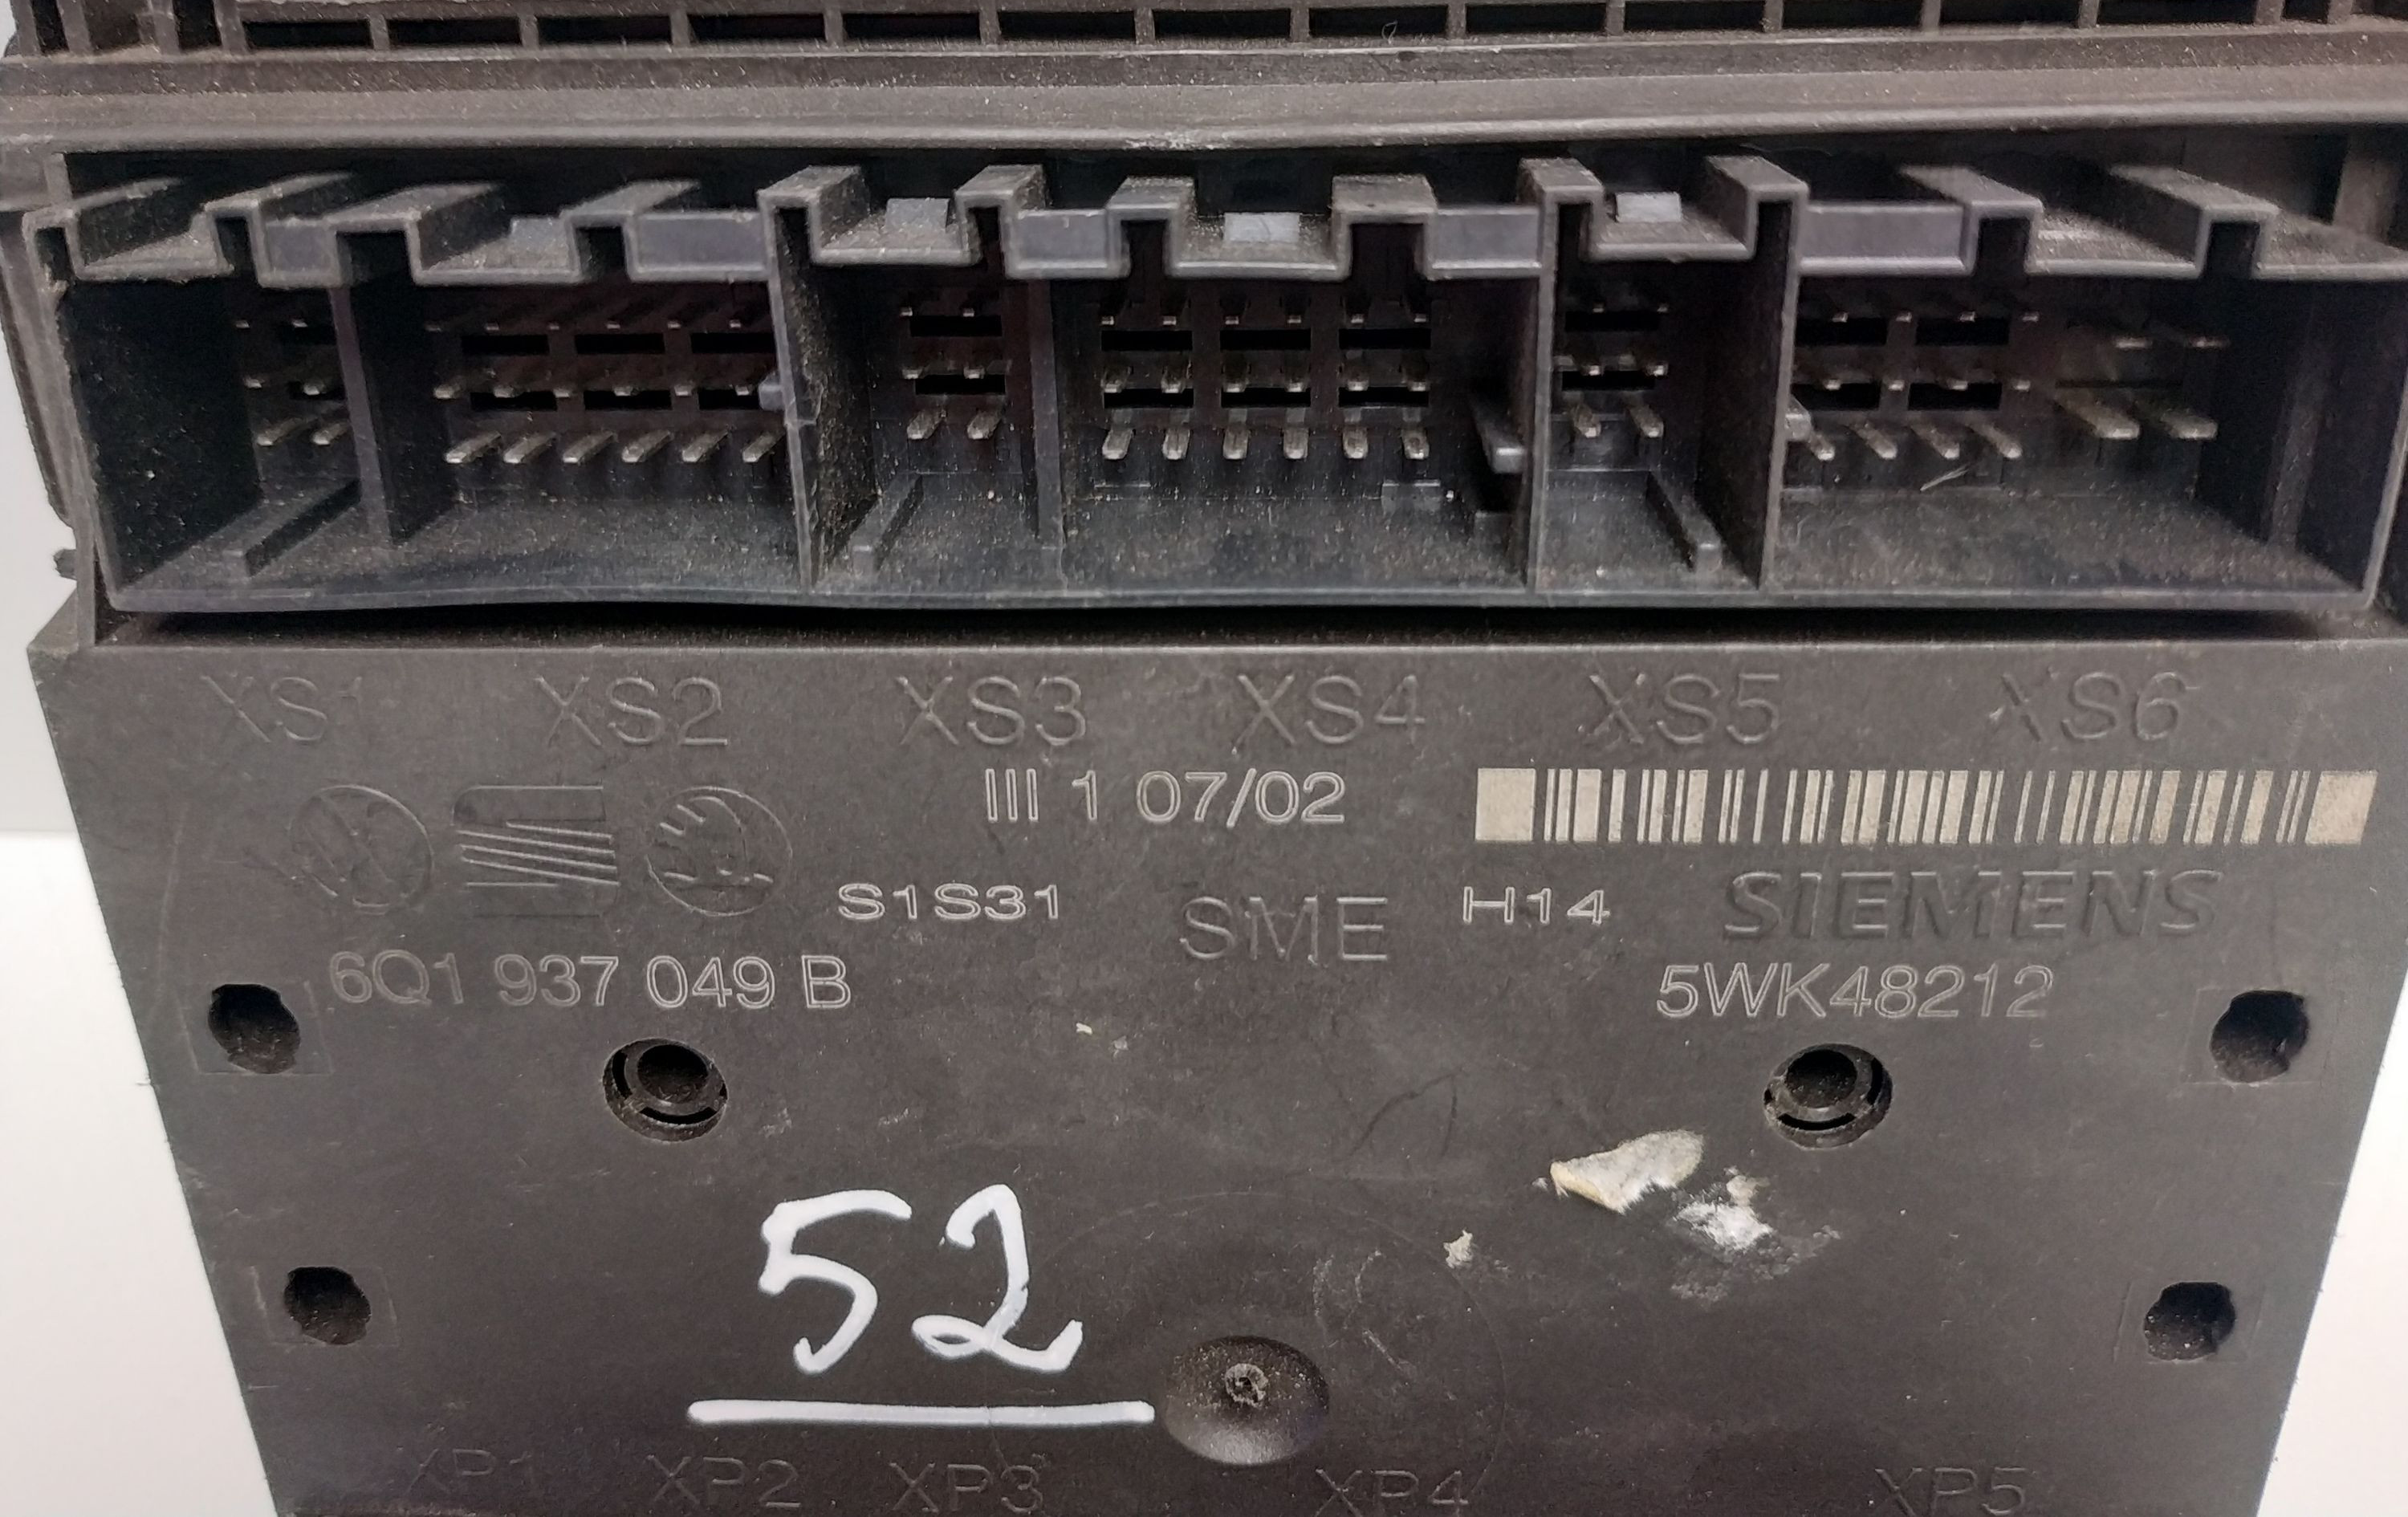 XS1 XS2 XS3 XS4 XS5 XS6
III 1 07/02
S1S31 SME H14 SIEMENS
6Q1 937 049 B 5WK48212
52
XP1 XP2 XP3 XP4 XP5